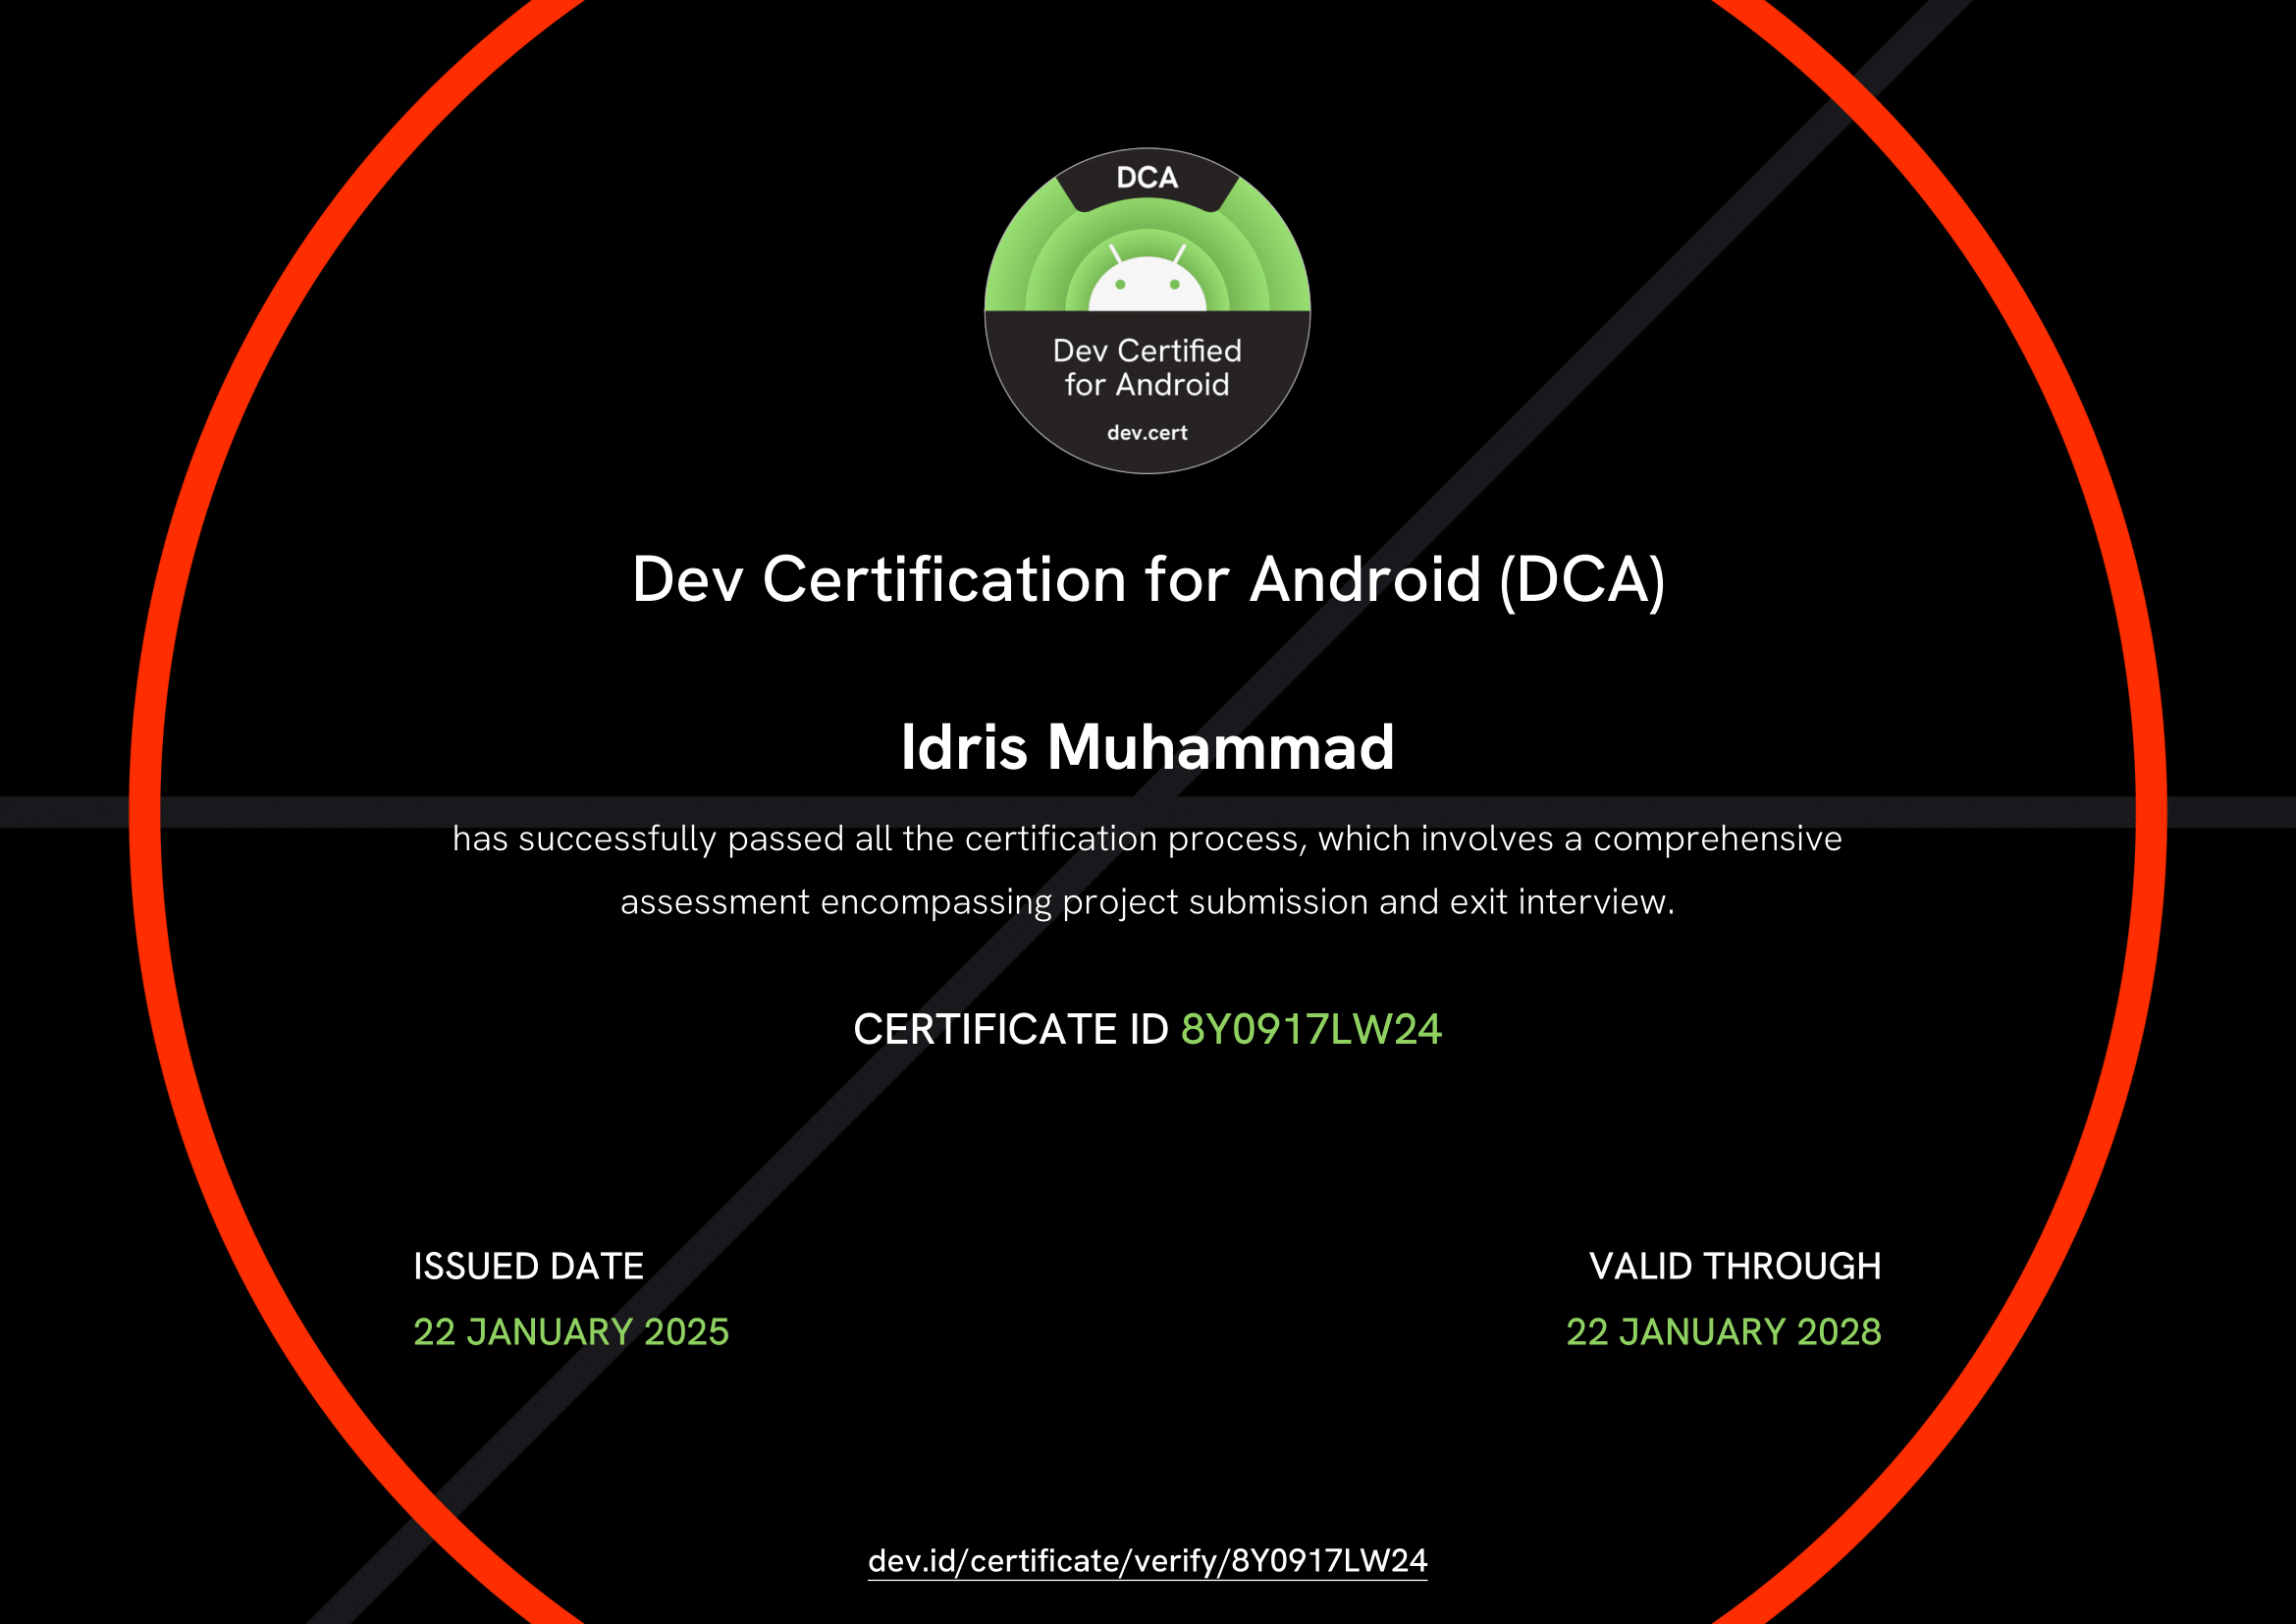 DCA
Dev Certified
for Android
dev.cert
Dev Certification for Android (DCA)
Idris Muhammad
has successfully passed all the certification process, which involves a comprehensive
assessment encompassing project submission and exit interview.
CERTIFICATE ID 8Y0917LW24
ISSUED DATE
22 JANUARY 2025
VALID THROUGH
22 JANUARY 2028
dev.id/certificate/verify/8Y0917LW24